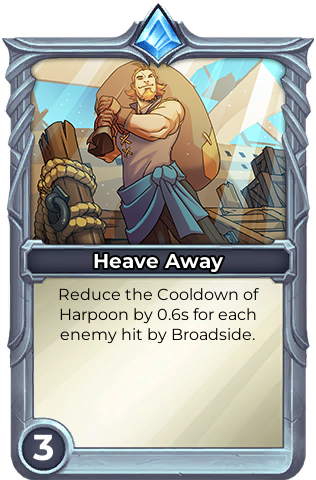 Heave Away
Reduce the Cooldown of
Harpoon by 0.6s for each
enemy hit by Broadside.
3